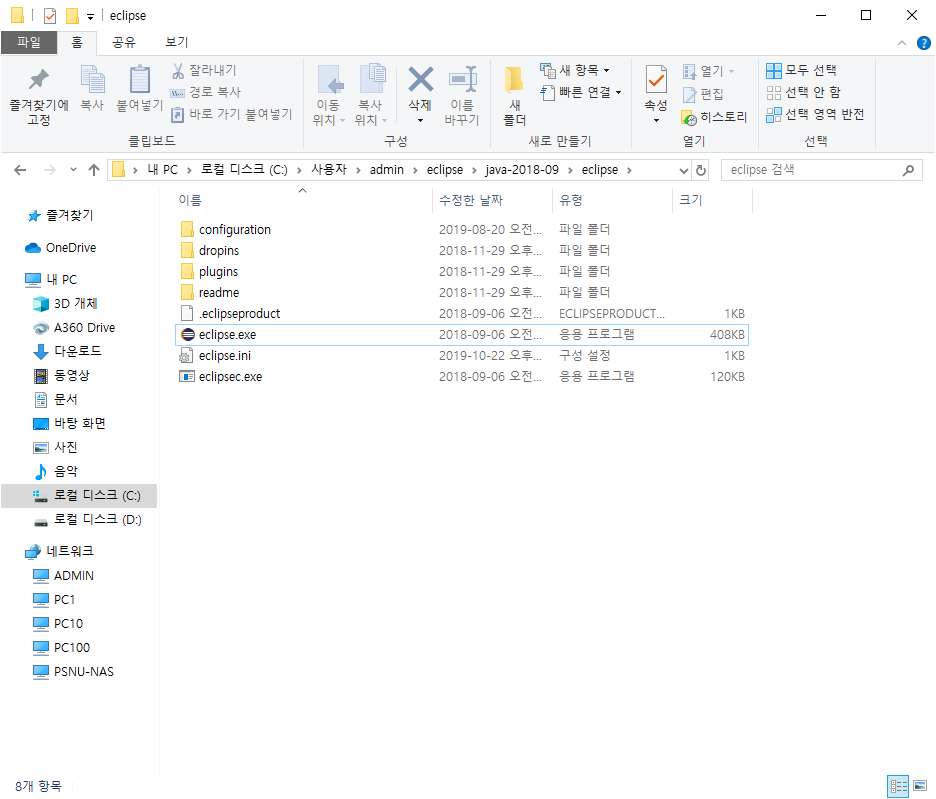 eclipse
파일 홈 공유 보기
즐겨찾기에 고정
복사
붙여넣기
잘라내기
경로 복사
바로 가기 붙여넣기
클립보드
이동 위치
복사 위치
삭제
이름 바꾸기
구성
새 폴더
새 항목
빠른 연결
새로 만들기
속성
열기
편집
히스토리
열기
모두 선택
선택 안 함
선택 영역 반전
선택
내 PC > 로컬 디스크 (C:) > 사용자 > admin > eclipse > java-2018-09 > eclipse >
eclipse 검색
즐겨찾기
OneDrive
내 PC
3D 개체
A360 Drive
다운로드
동영상
문서
바탕 화면
사진
음악
로컬 디스크 (C:)
로컬 디스크 (D:)
네트워크
ADMIN
PC1
PC10
PC100
PSNU-NAS
이름 수정한 날짜 유형 크기
configuration 2019-08-20 오전... 파일 폴더
dropins 2018-11-29 오후... 파일 폴더
plugins 2018-11-29 오후... 파일 폴더
readme 2018-11-29 오후... 파일 폴더
.eclipseproduct 2018-09-06 오전... ECLIPSEPRODUCT... 1KB
eclipse.exe 2018-09-06 오전... 응용 프로그램 408KB
eclipse.ini 2019-10-22 오후... 구성 설정 1KB
eclipsec.exe 2018-09-06 오전... 응용 프로그램 120KB
8개 항목